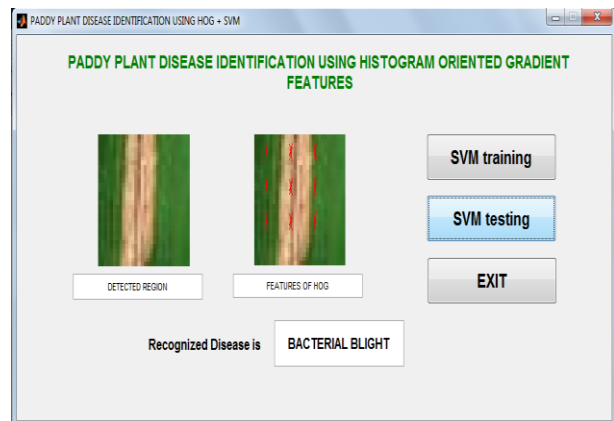 PADDY PLANT DISEASE IDENTIFICATION USING HOG + SVM
PADDY PLANT DISEASE IDENTIFICATION USING HISTOGRAM ORIENTED GRADIENT
FEATURES
SVM training
SVM testing
DETECTED REGION
FEATURES OF HOG
EXIT
Recognized Disease is
BACTERIAL BLIGHT